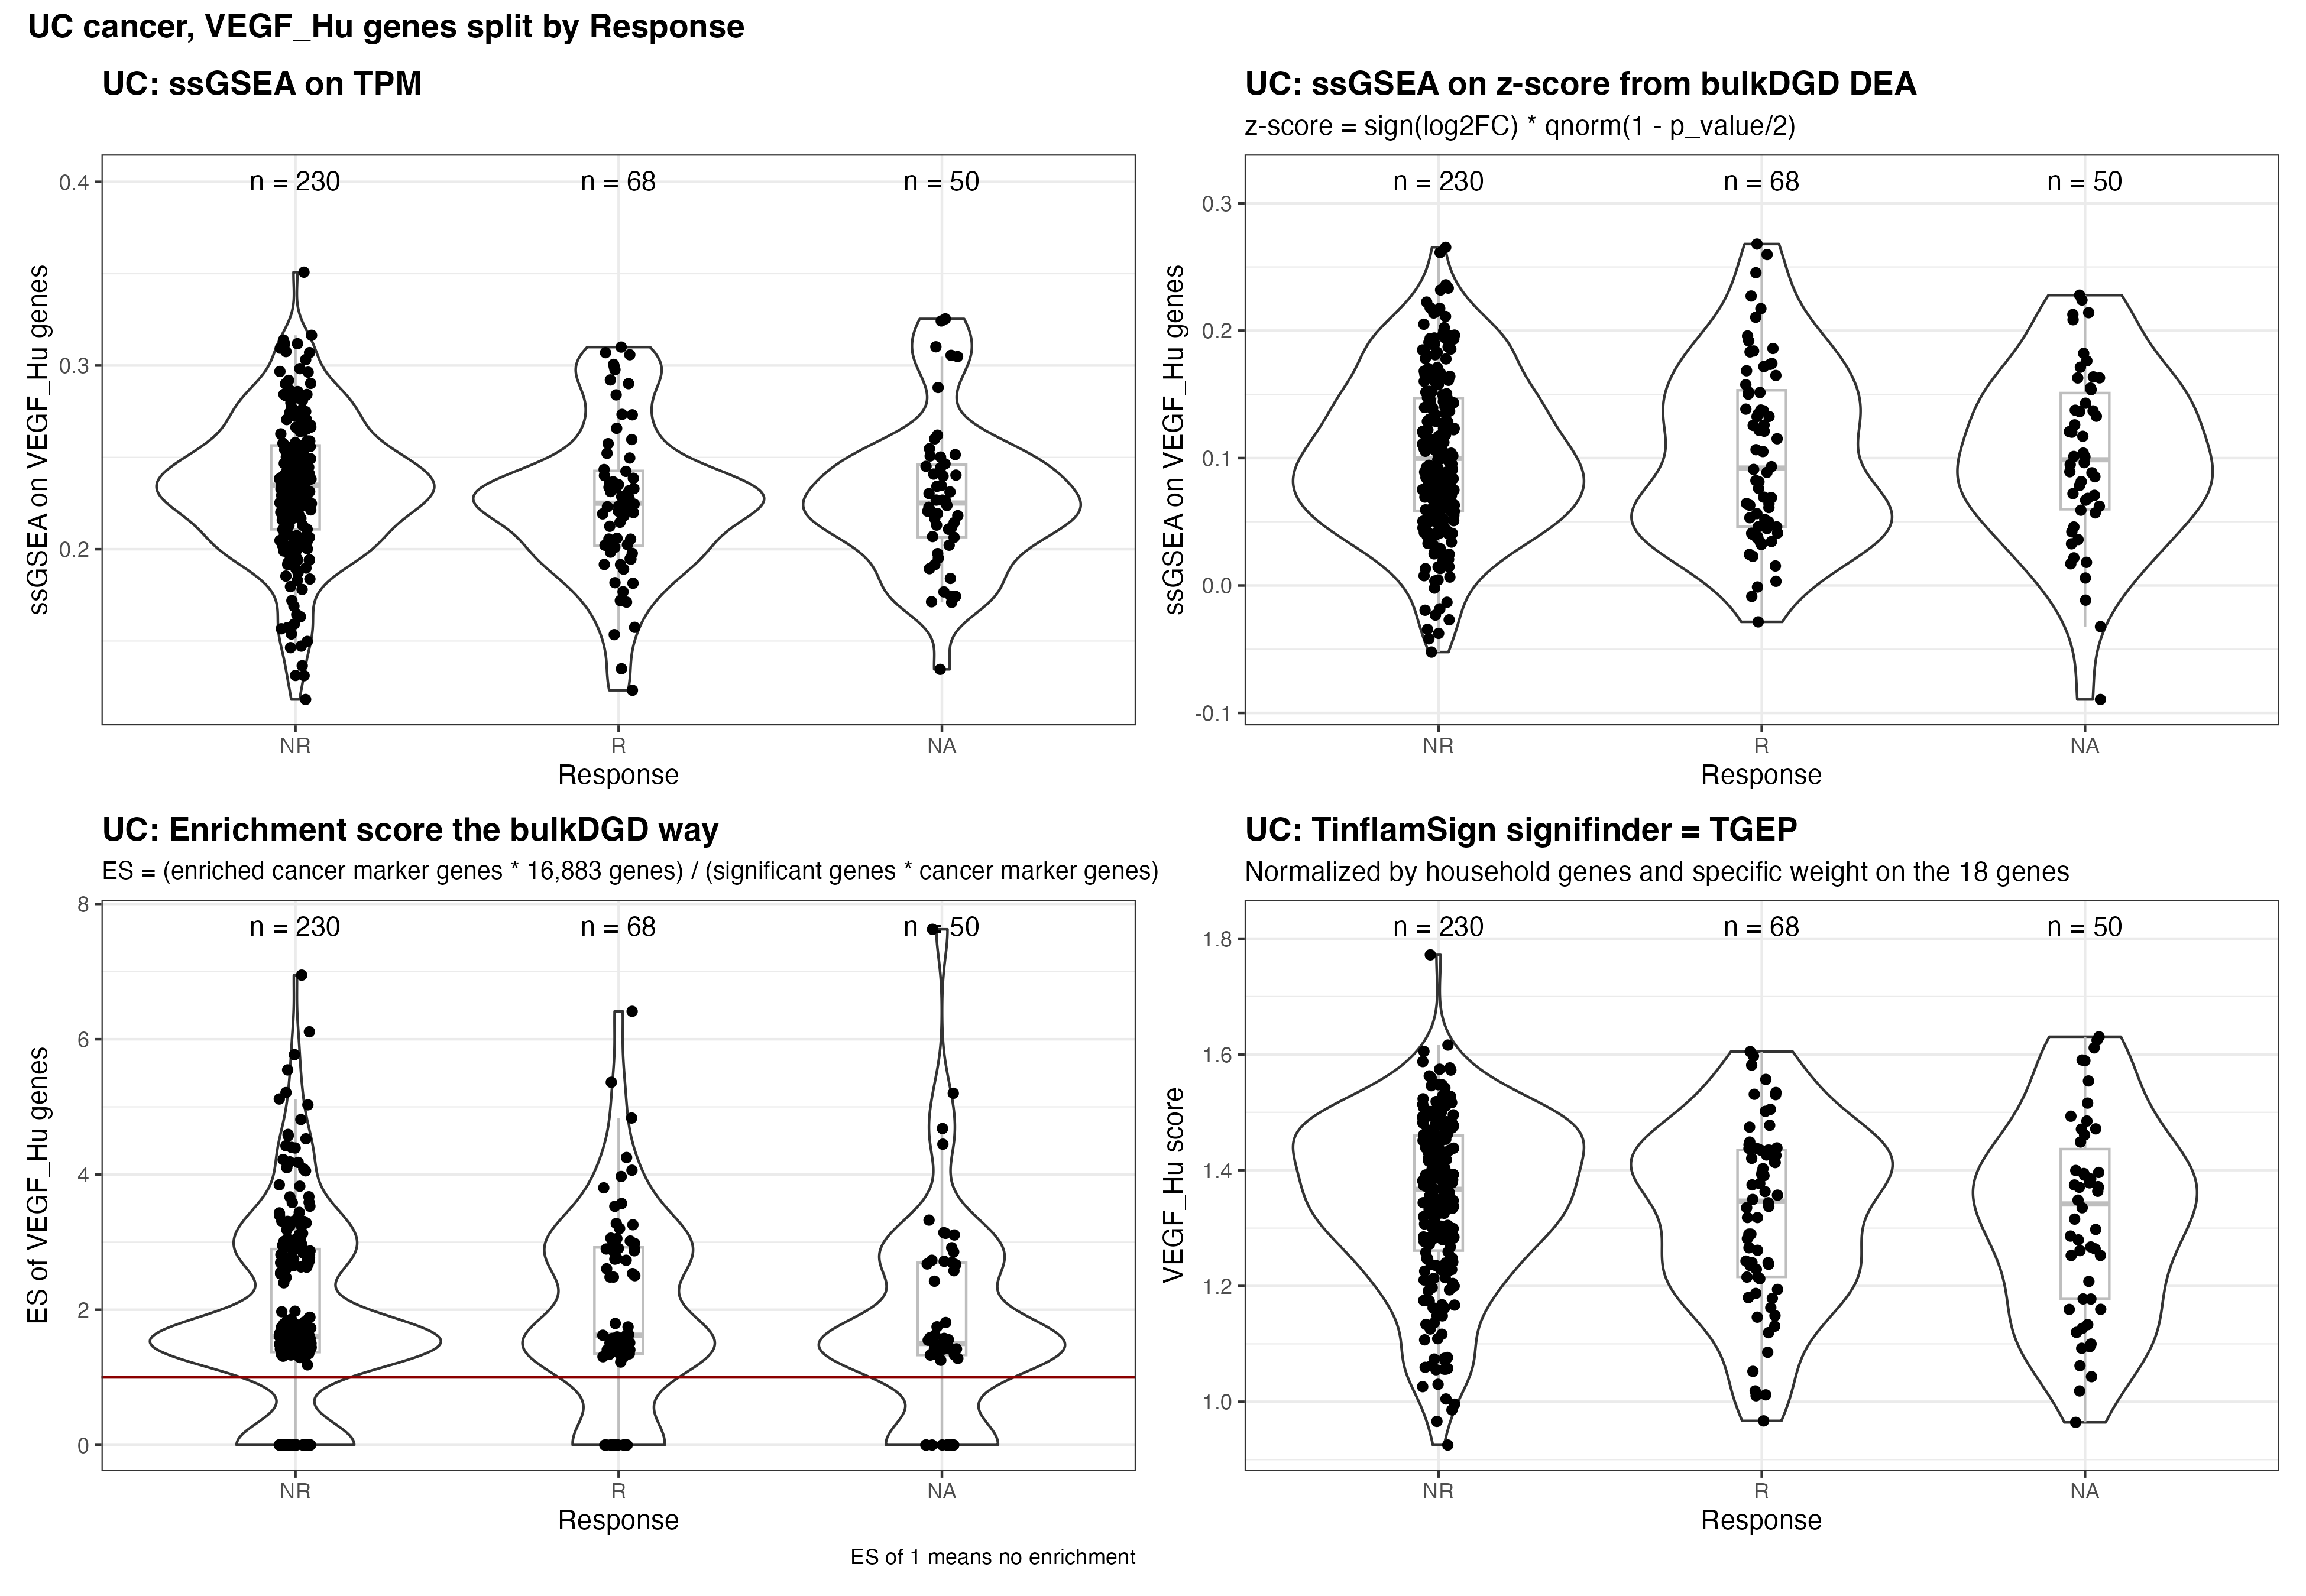 UC cancer, VEGF_Hu genes split by Response
UC: ssGSEA on TPM
0.4
0.3
0.2
ssGSEA on VEGF_Hu genes
n = 230
n = 68
n = 50
NR
R
NA
Response
UC: ssGSEA on z-score from bulkDGD DEA
z-score = sign(log2FC) * qnorm(1 - p_value/2)
0.3
0.2
0.1
0.0
-0.1
ssGSEA on VEGF_Hu genes
n = 230
n = 68
n = 50
NR
R
NA
Response
UC: Enrichment score the bulkDGD way
ES = (enriched cancer marker genes * 16,883 genes) / (significant genes * cancer marker genes)
8
6
4
2
0
ES of VEGF_Hu genes
n = 230
n = 68
n = 50
NR
R
NA
Response
ES of 1 means no enrichment
UC: TinflamSign signifinder = TGEP
Normalized by household genes and specific weight on the 18 genes
1.8
1.6
1.4
1.2
1.0
VEGF_Hu score
n = 230
n = 68
n = 50
NR
R
NA
Response